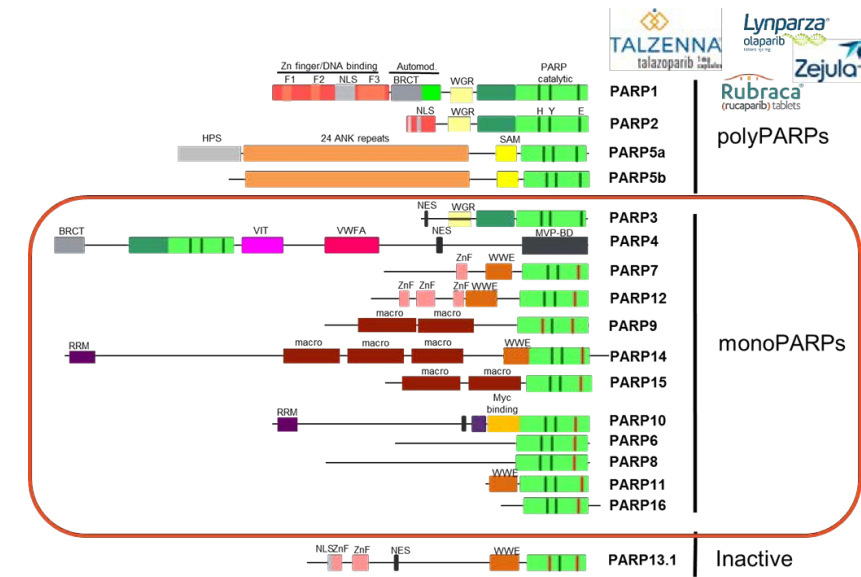 TALZENNA
talazoparib 1 mg capsules
Lynparza®
olaparib
Zejula
Rubraca®
(rucaparib) tablets
Zn finger/DNA binding Automod. PARP
F1 F2 NLS F3 BRCT WGR catalytic
PARP1
NLS WGR H Y E
PARP2
polyPARPs
HPS 24 ANK repeats SAM
PARP5a
PARP5b
NES WGR
PARP3
BRCT VIT VWFA NES MVP-BD
PARP4
ZnF WWE
PARP7
ZnF ZnF ZnF WWE
PARP12
macro macro
PARP9
monoPARPs
RRM macro macro macro WWE
PARP14
macro macro
PARP15
Myc
binding
RRM
PARP10
PARP6
PARP8
WWE
PARP11
PARP16
NLS ZnF ZnF NES WWE
PARP13.1
Inactive